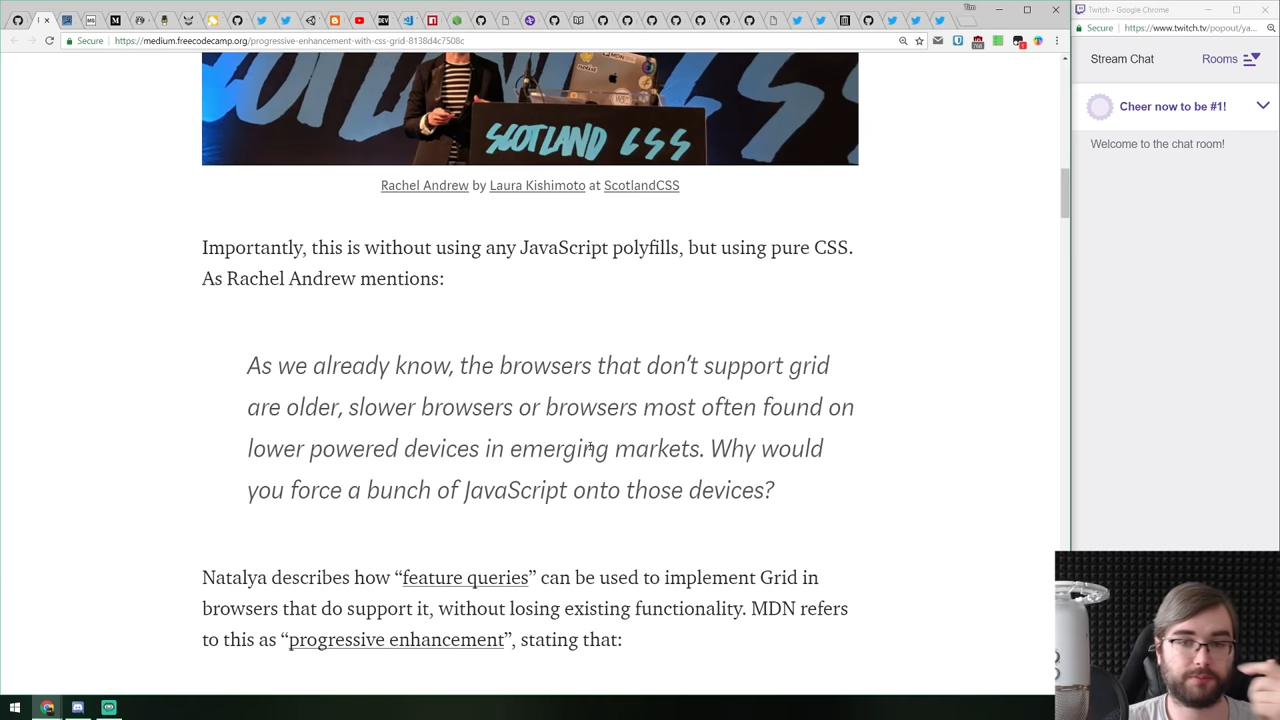 Tim
Twitch - Google Chrome
Secure
https://medium.freecodecamp.org/progressive-enhancement-with-css-grid-8138d4c7508c
Secure
https://www.twitch.tv/popout/ya...
Stream Chat
Rooms
Cheer now to be #1!
Welcome to the chat room!
SCOTLAND CSS
Rachel Andrew by Laura Kishimoto at ScotlandCSS
Importantly, this is without using any JavaScript polyfills, but using pure CSS.
As Rachel Andrew mentions:
As we already know, the browsers that don’t support grid
are older, slower browsers or browsers most often found on
lower powered devices in emerging markets. Why would
you force a bunch of JavaScript onto those devices?
Natalya describes how “feature queries” can be used to implement Grid in
browsers that do support it, without losing existing functionality. MDN refers
to this as “progressive enhancement”, stating that: